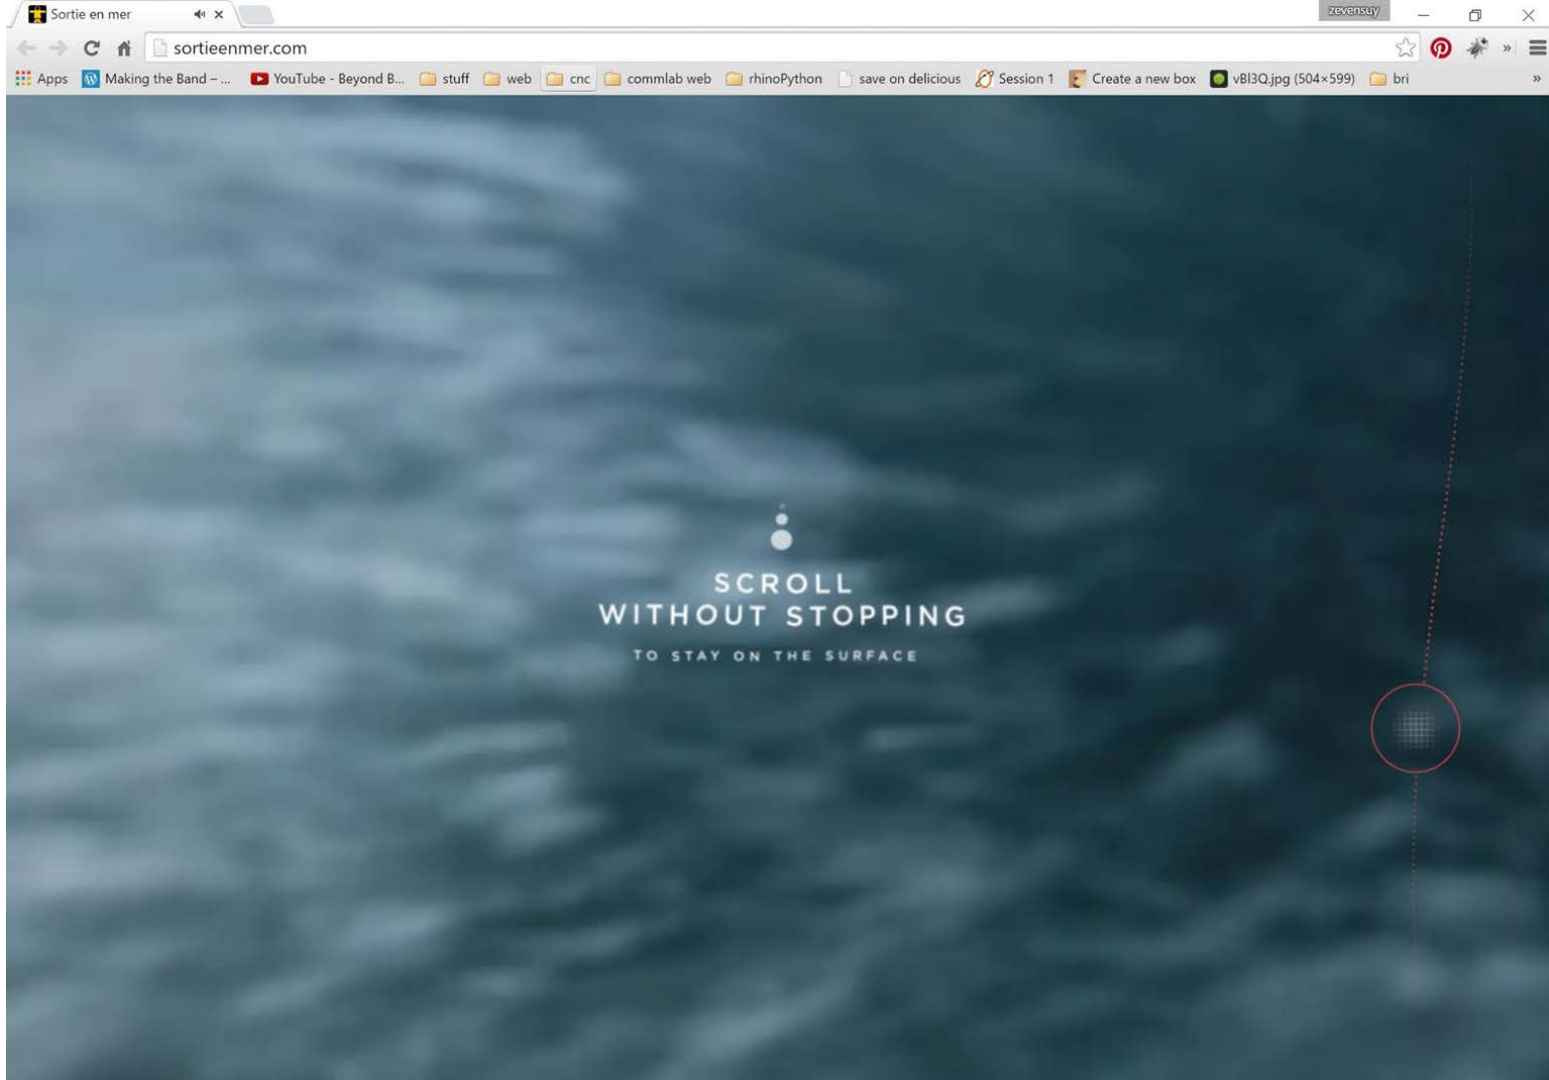 Sortie en mer
zevensuy
sortieenmer.com
Apps Making the Band – ... YouTube - Beyond B... stuff web cnc commlab web rhinoPython save on delicious Session 1 Create a new box vBl3Q.jpg (504×599) bri »
SCROLL
WITHOUT STOPPING
TO STAY ON THE SURFACE